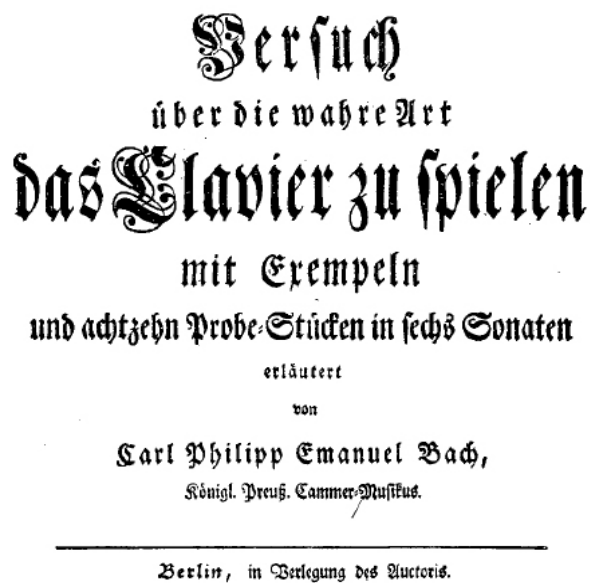 Versuch
über die wahre Art
das Clavier zu spielen
mit Exempeln
und achtzehn Probe-Stücken in sechs Sonaten
erläutert
von
Carl Philipp Emanuel Bach,
Königl. Preuß. Cammer-Musikus.
Berlin, in Verlegung des Auctoris.